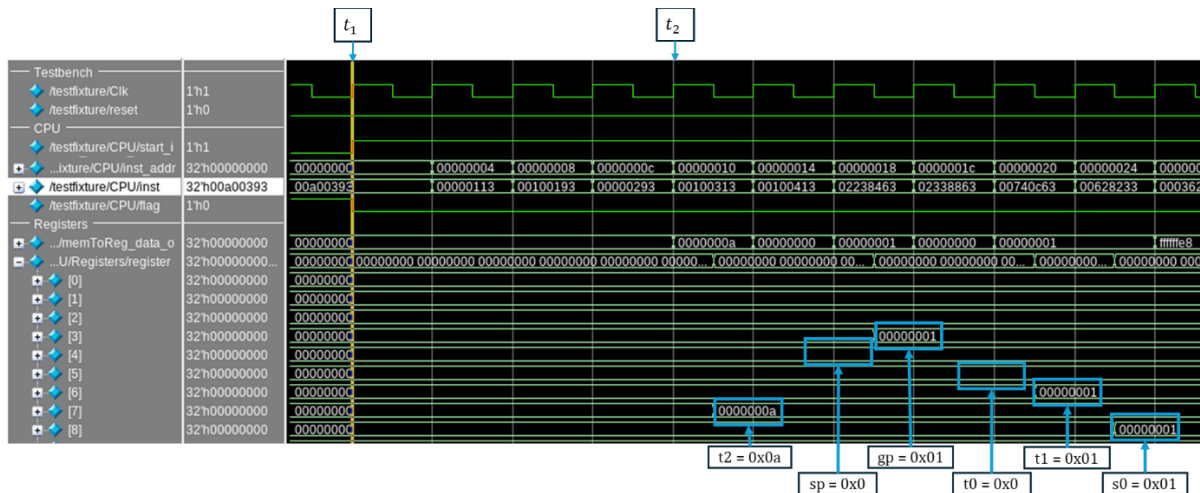 t₁ t₂
Testbench
/testfixture/Clk 1'h1
/testfixture/reset 1'h0
CPU
/testfixture/CPU/start_i 1'h1
...ixture/CPU/inst_addr 32'h00000000 00000000 00000004 00000008 0000000c 00000010 00000014 00000018 0000001c 00000020 00000024 000000
/testfixture/CPU/inst 32'h00a00393 00a00393 00000113 00100193 00000293 00100313 00100413 02238463 02338863 00740c63 00628233 000362
/testfixture/CPU/flag 1'h0
Registers
.../memToReg_data_o 32'h00000000 00000000 0000000a 00000000 00000001 00000000 00000001 ffffffe8
...U/Registers/register 32'h00000000... 00000000 00000000 00000000 00000000 00000000 00000000 00000... 00000000 00000000 00... 00000000 00000000 00... 00000000... 00000000 000
[0] 32'h00000000 00000000
[1] 32'h00000000 00000000
[2] 32'h00000000 00000000
[3] 32'h00000000 00000000 00000001
[4] 32'h00000000 00000000
[5] 32'h00000000 00000000
[6] 32'h00000000 00000000 00000001
[7] 32'h00000000 00000000 0000000a
[8] 32'h00000000 00000000 00000001
t2 = 0x0a gp = 0x01 t1 = 0x01
sp = 0x0 t0 = 0x0 s0 = 0x01